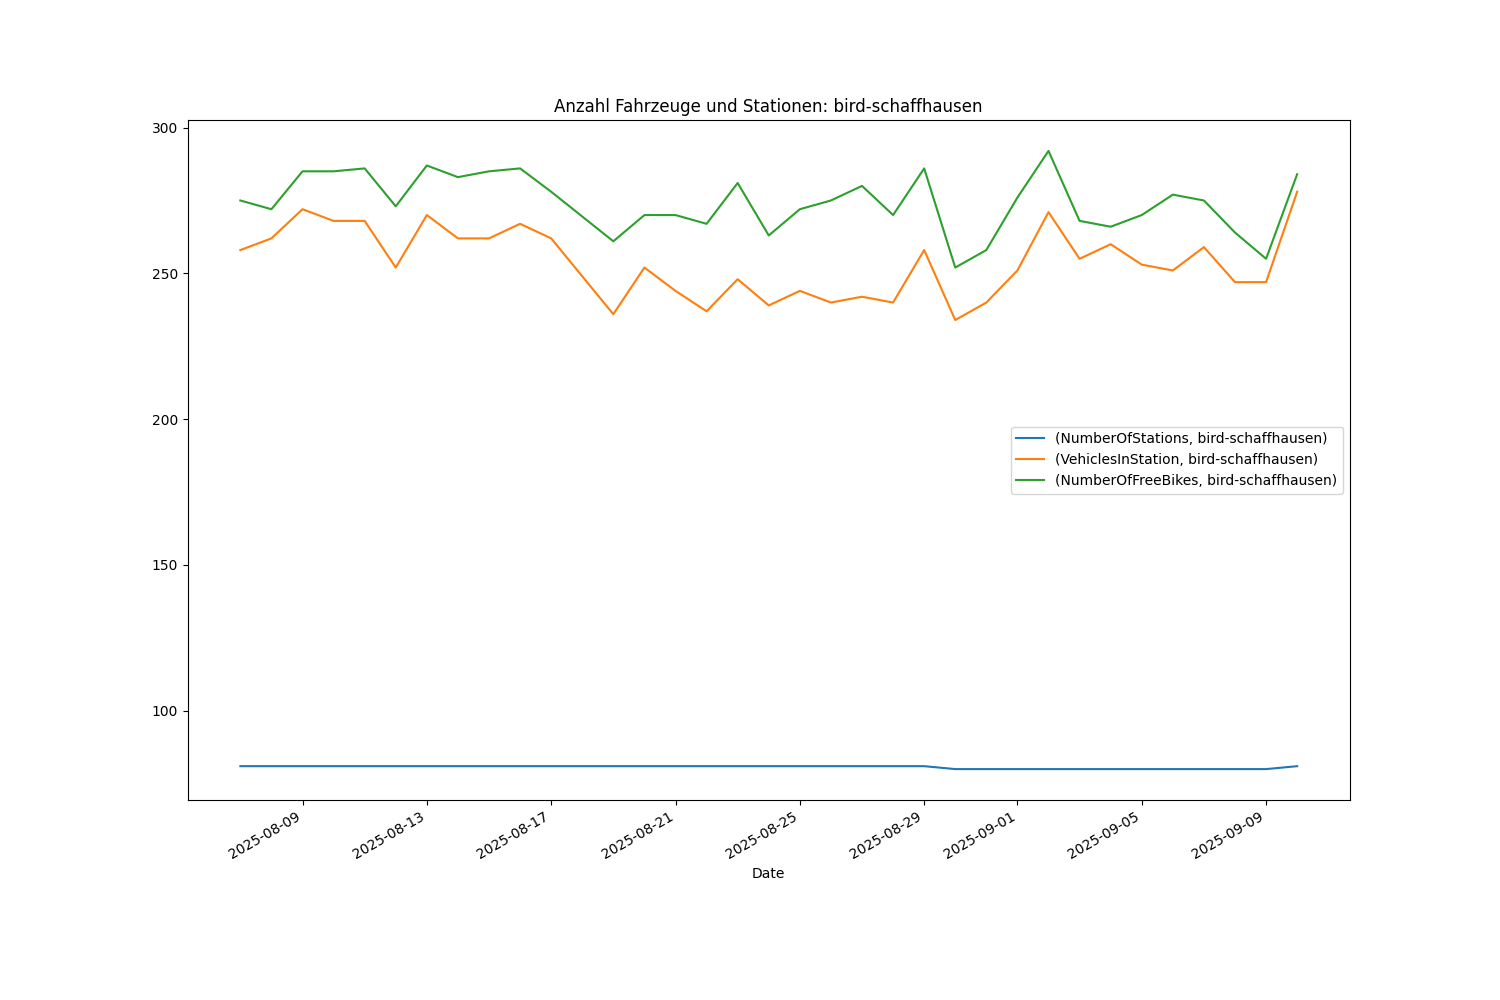 Anzahl Fahrzeuge und Stationen: bird-schaffhausen
300
250
200
150
100
(NumberOfStations, bird-schaffhausen)
(VehiclesInStation, bird-schaffhausen)
(NumberOfFreeBikes, bird-schaffhausen)
2025-08-09
2025-08-13
2025-08-17
2025-08-21
2025-08-25
2025-08-29
2025-09-01
2025-09-05
2025-09-09
Date